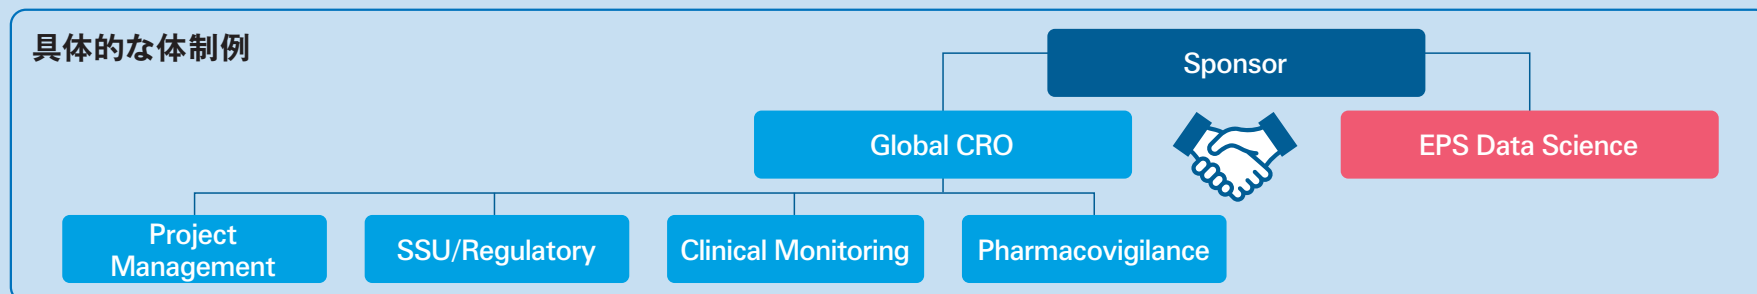 具体的な体制例
Sponsor
Global CRO
EPS Data Science
Project
Management
SSU/Regulatory
Clinical Monitoring
Pharmacovigilance